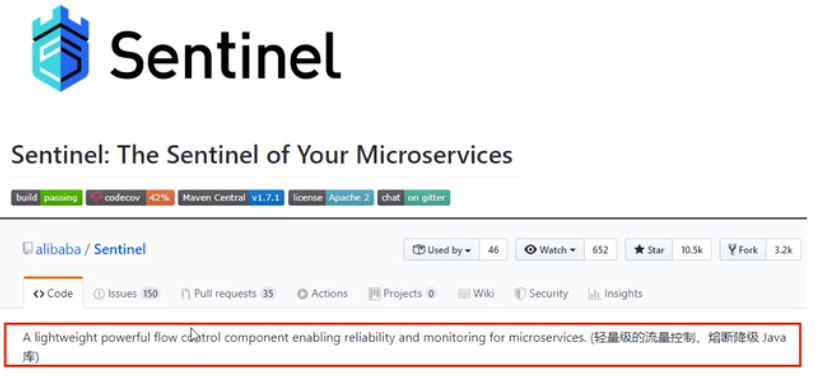 Sentinel
Sentinel: The Sentinel of Your Microservices
build passing codecov 42% Maven Central v1.7.1 license Apache 2 chat on gitter
alibaba / Sentinel Used by 46 Watch 652 Star 10.5k Fork 3.2k
Code Issues 150 Pull requests 35 Actions Projects 0 Wiki Security Insights
A lightweight powerful flow control component enabling reliability and monitoring for microservices. (轻量级的流量控制、熔断降级 Java
库)